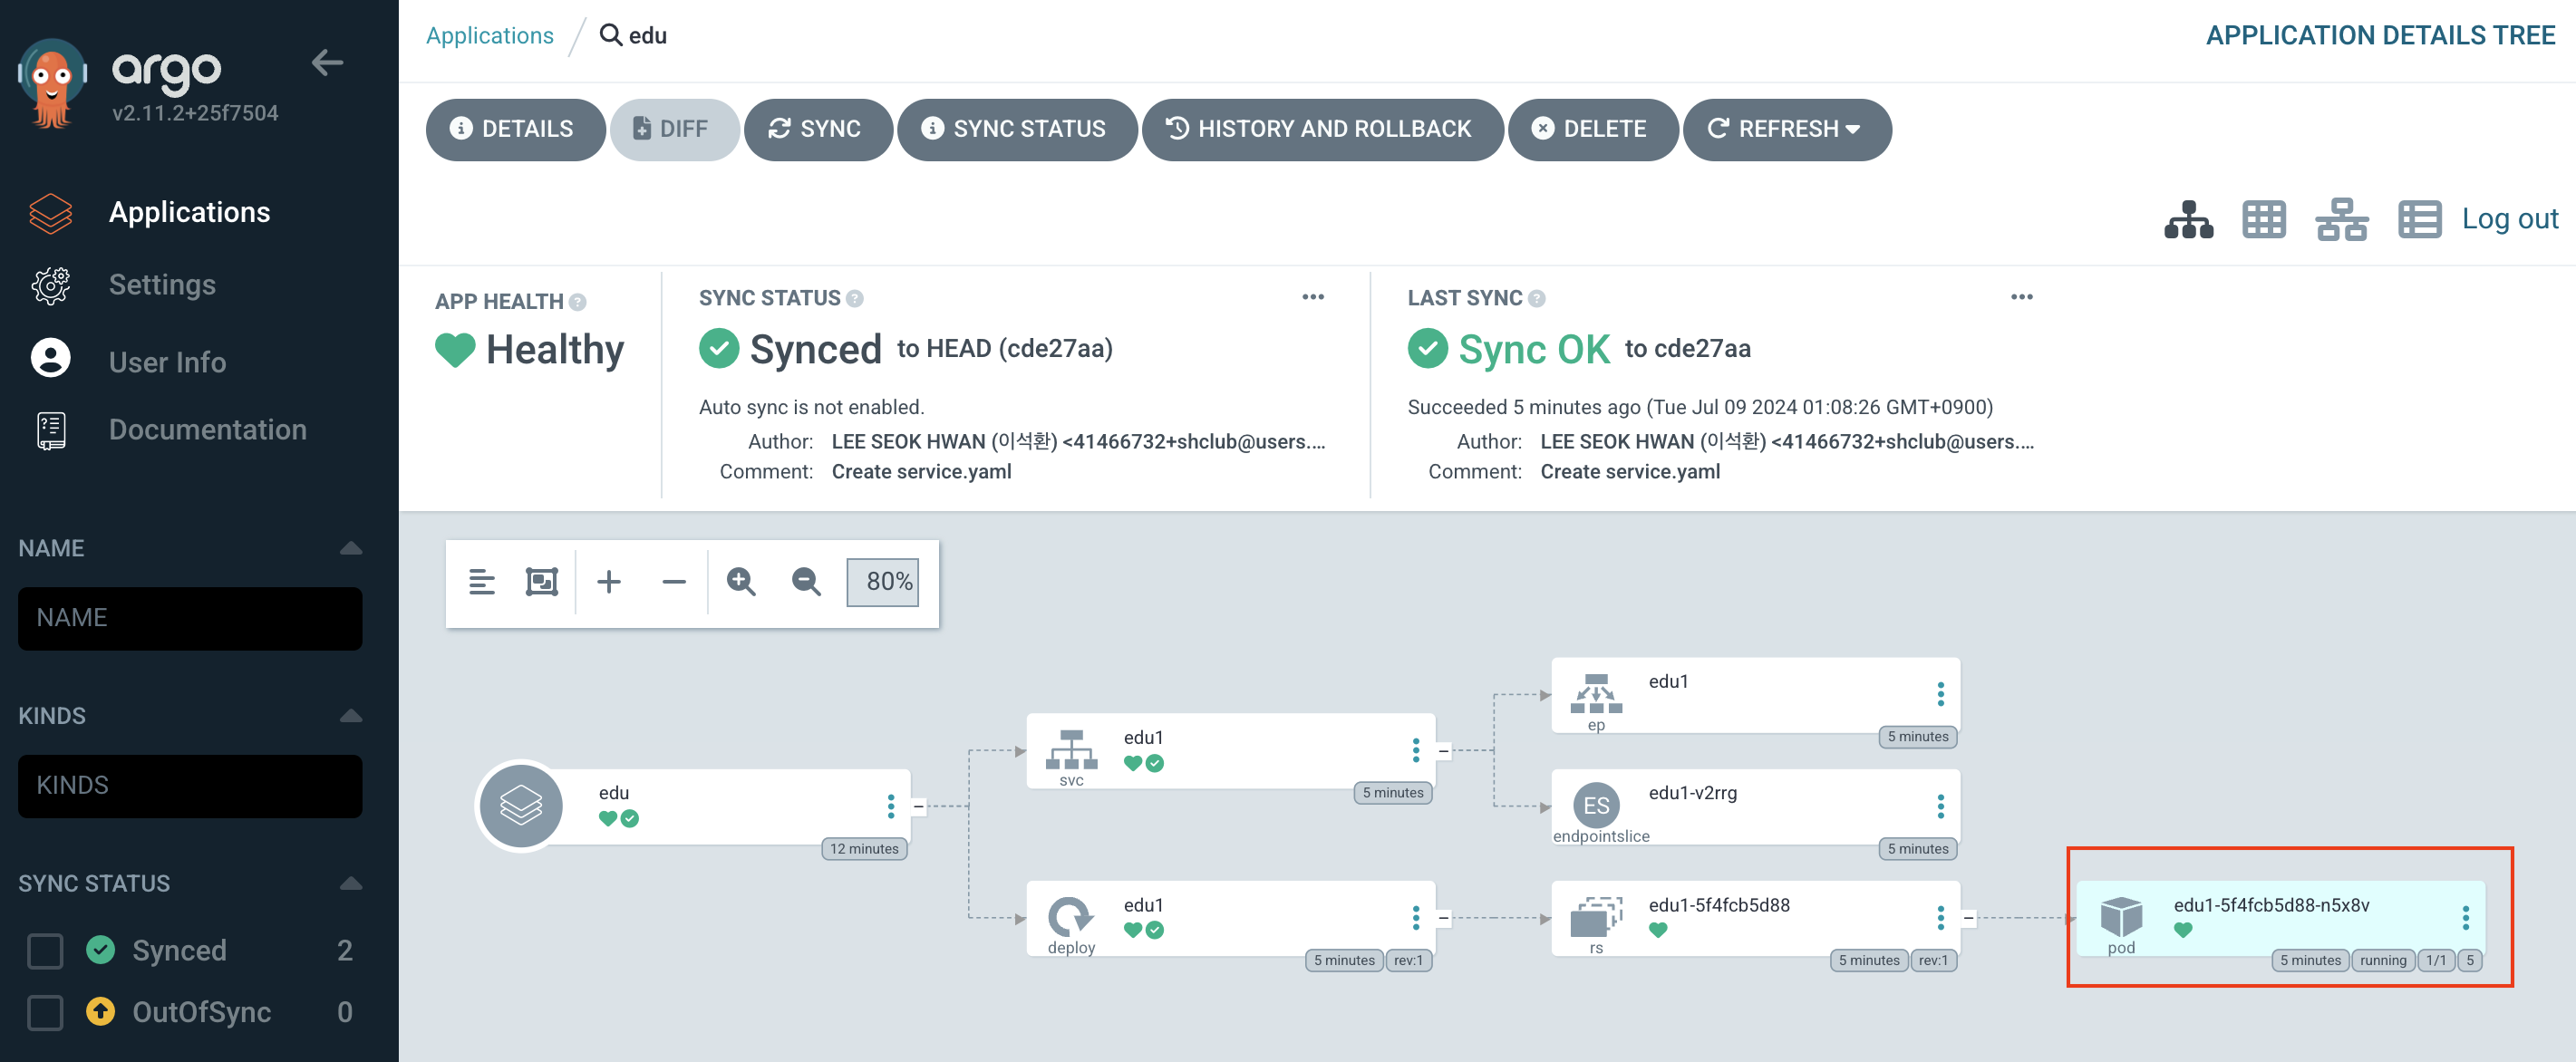 argo
v2.11.2+25f7504
Applications
Settings
User Info
Documentation
NAME
NAME
KINDS
KINDS
SYNC STATUS
Synced 2
OutOfSync 0
Applications / edu
APPLICATION DETAILS TREE
DETAILS DIFF SYNC SYNC STATUS HISTORY AND ROLLBACK DELETE REFRESH
Log out
APP HEALTH ?
Healthy
SYNC STATUS ?
Synced to HEAD (cde27aa)
Auto sync is not enabled.
Author: LEE SEOK HWAN (이석환) <41466732+shclub@users....
Comment: Create service.yaml
LAST SYNC ?
Sync OK to cde27aa
Succeeded 5 minutes ago (Tue Jul 09 2024 01:08:26 GMT+0900)
Author: LEE SEOK HWAN (이석환) <41466732+shclub@users....
Comment: Create service.yaml
80%
edu
12 minutes
edu1
svc
5 minutes
edu1
deploy
5 minutes rev:1
edu1
ep
5 minutes
ES
edu1-v2rrg
endpointslice
5 minutes
edu1-5f4fcb5d88
rs
5 minutes rev:1
edu1-5f4fcb5d88-n5x8v
pod
5 minutes running 1/1 5